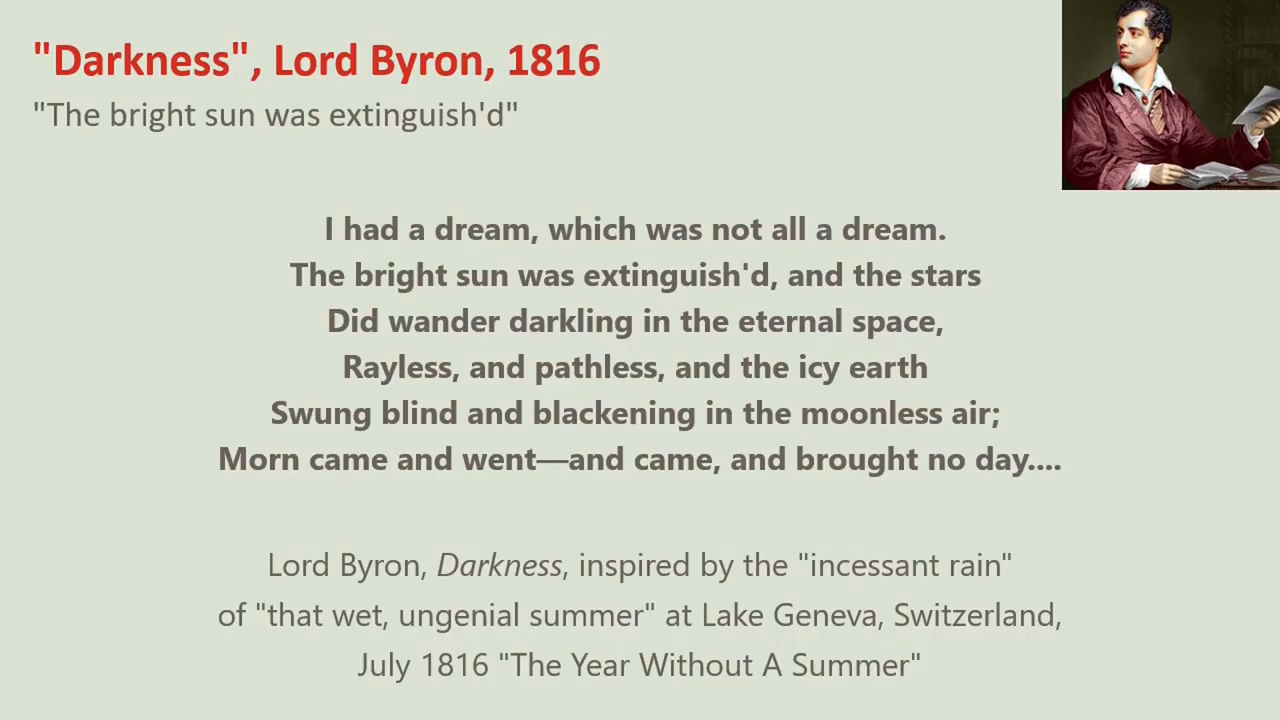 "Darkness", Lord Byron, 1816
"The bright sun was extinguish'd"
I had a dream, which was not all a dream.
The bright sun was extinguish'd, and the stars
Did wander darkling in the eternal space,
Rayless, and pathless, and the icy earth
Swung blind and blackening in the moonless air;
Morn came and went—and came, and brought no day....
Lord Byron, Darkness, inspired by the "incessant rain"
of "that wet, ungenial summer" at Lake Geneva, Switzerland,
July 1816 "The Year Without A Summer"